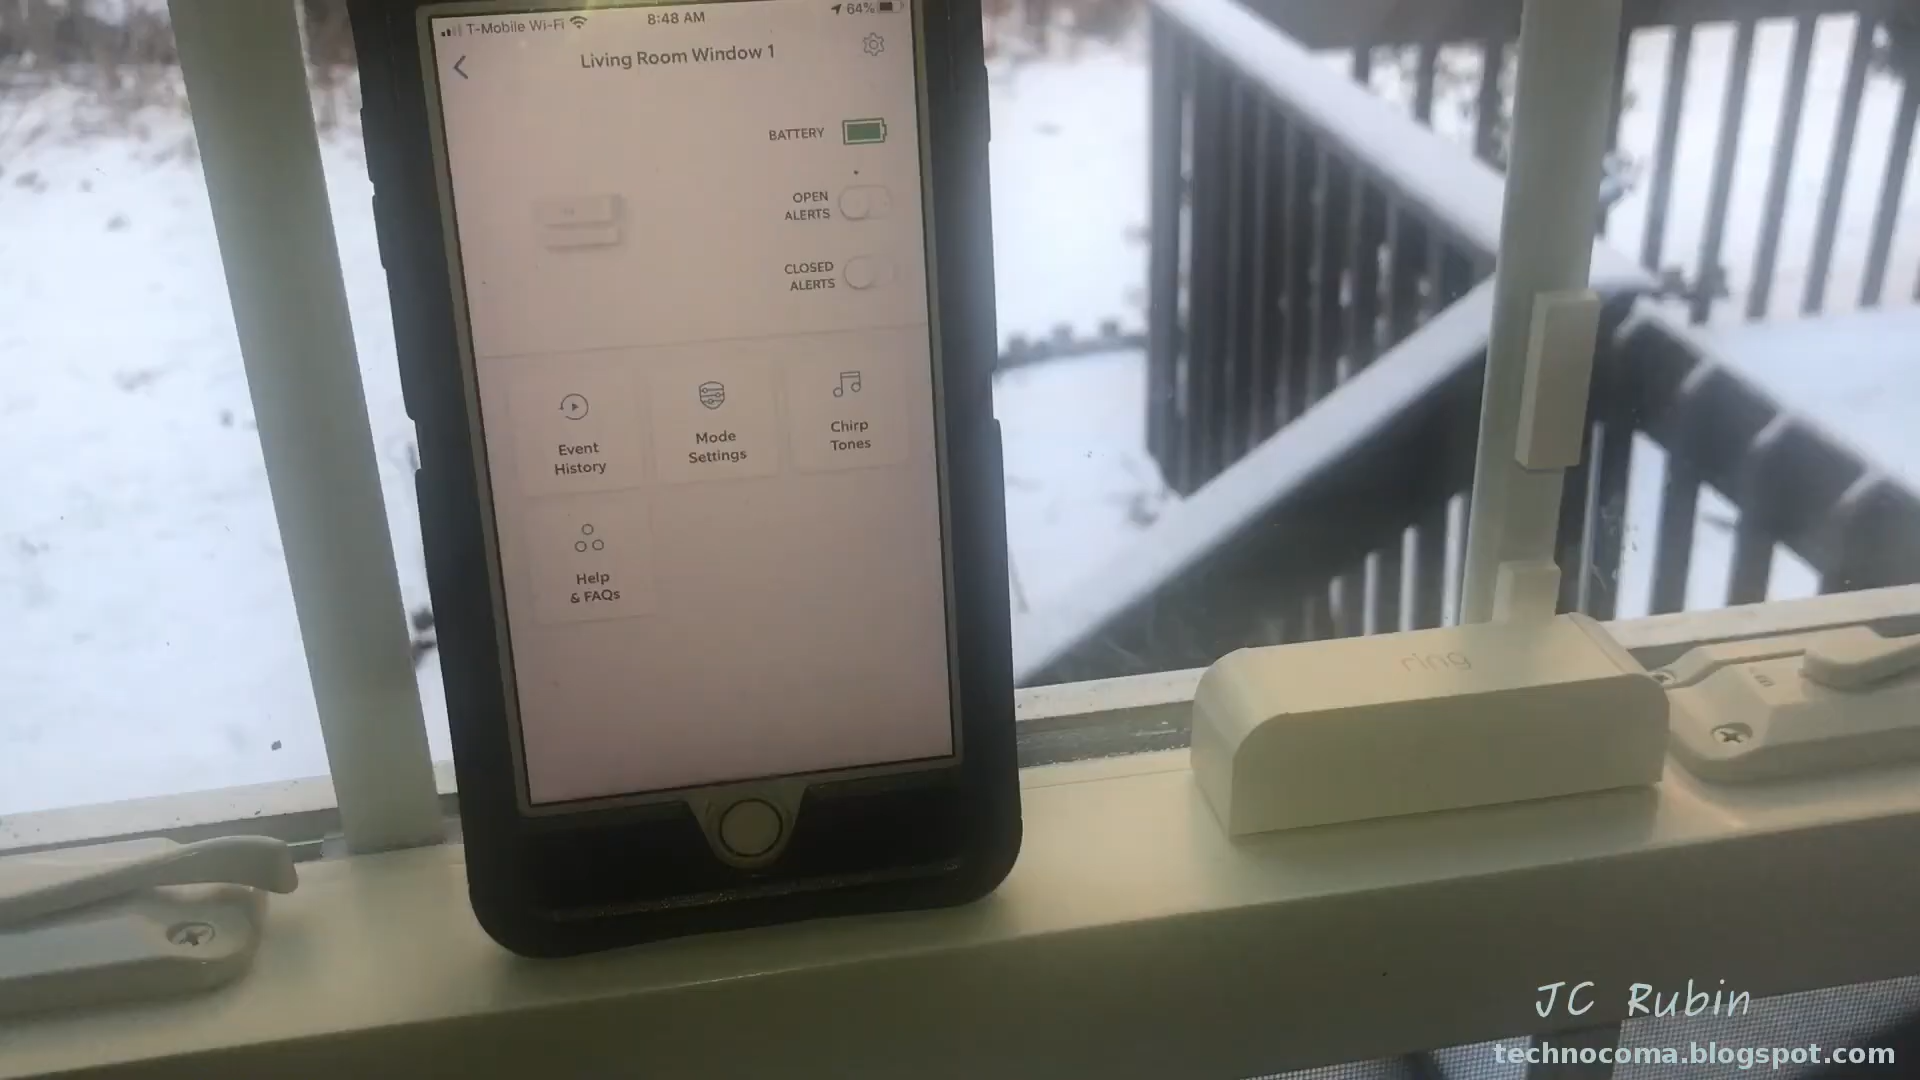 T-Mobile Wi-Fi 8:48 AM 64%
Living Room Window 1
BATTERY
OPEN
ALERTS
CLOSED
ALERTS
Event
History
Mode
Settings
Chirp
Tones
Help
& FAQs
ring
JC Rubin
technocoma.blogspot.com